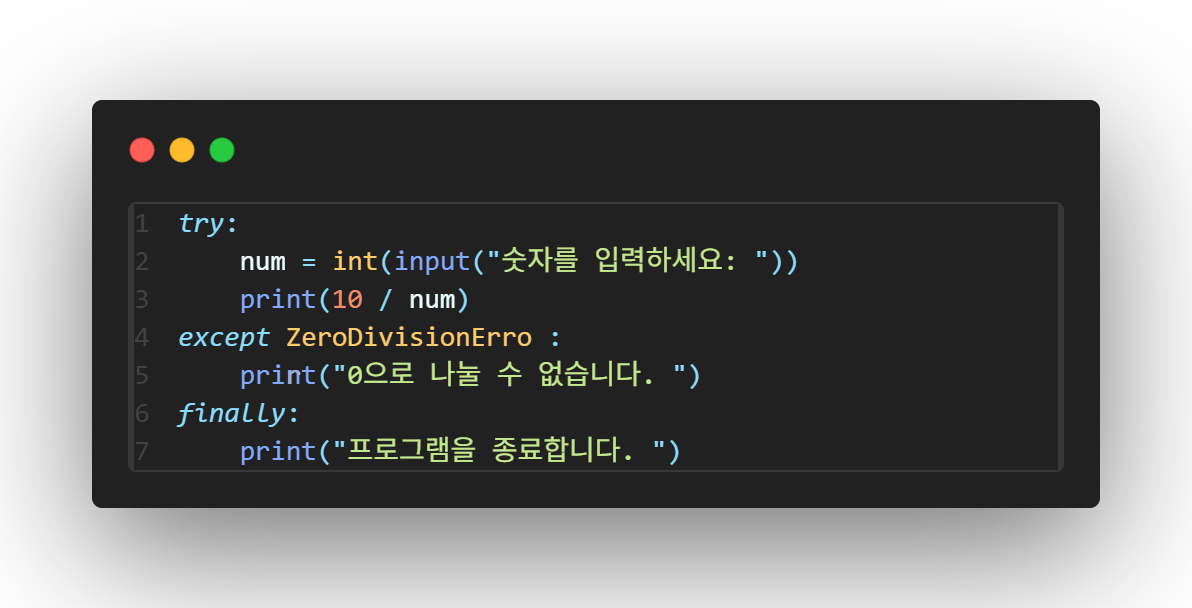 1 try:
2     num = int(input("숫자를 입력하세요: "))
3     print(10 / num)
4 except ZeroDivisionErro :
5     print("0으로 나눌 수 없습니다. ")
6 finally:
7     print("프로그램을 종료합니다. ")